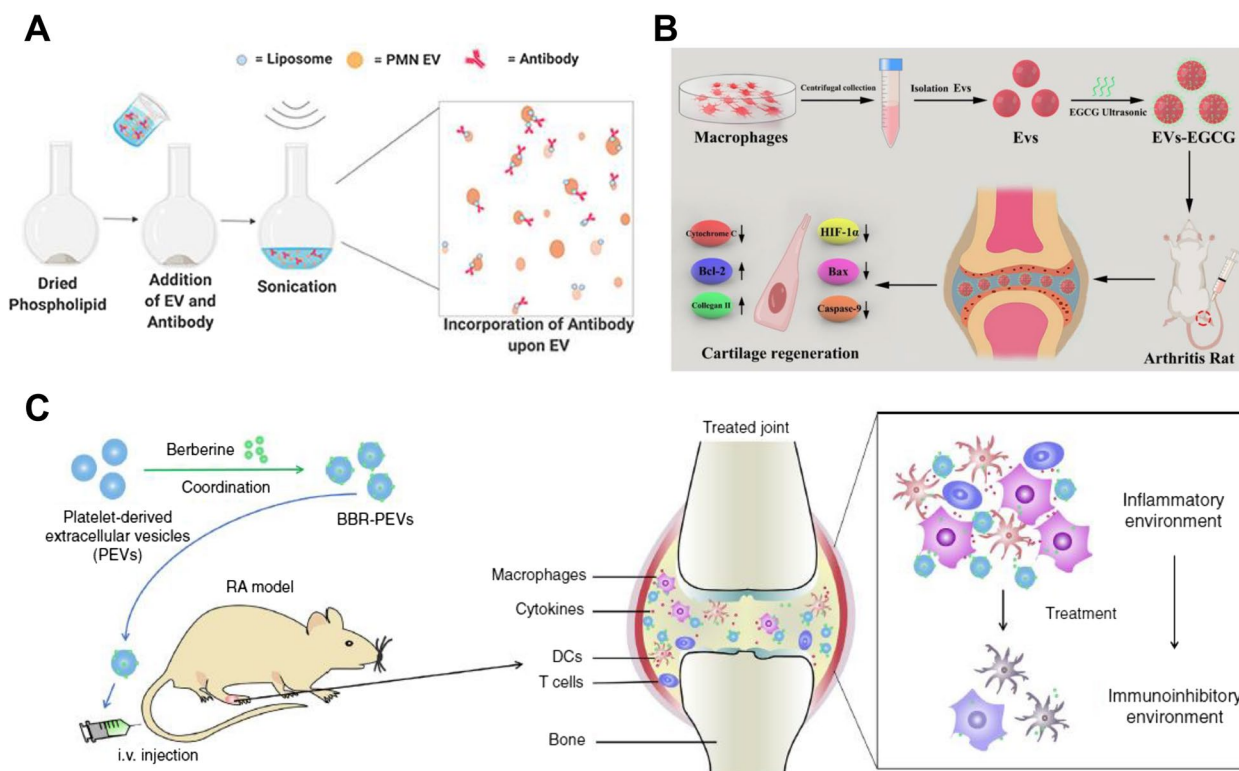 A
= Liposome = PMN EV = Antibody
Dried
Phospholipid
Addition
of EV and
Antibody
Sonication
Incorporation of Antibody
upon EV
B
Macrophages
Centrifugal collection
Isolation Evs
Evs
EGCG Ultrasonic
EVs-EGCG
Cytochrome C
Bcl-2
Collegan II
HIF-1α
Bax
Caspase-9
Cartilage regeneration
Arthritis Rat
C
Berberine
Coordination
Platelet-derived
extracellular vesicles
(PEVs)
BBR-PEVs
RA model
i.v. injection
Treated joint
Macrophages
Cytokines
DCs
T cells
Bone
Inflammatory
environment
Treatment
Immunoinhibitory
environment